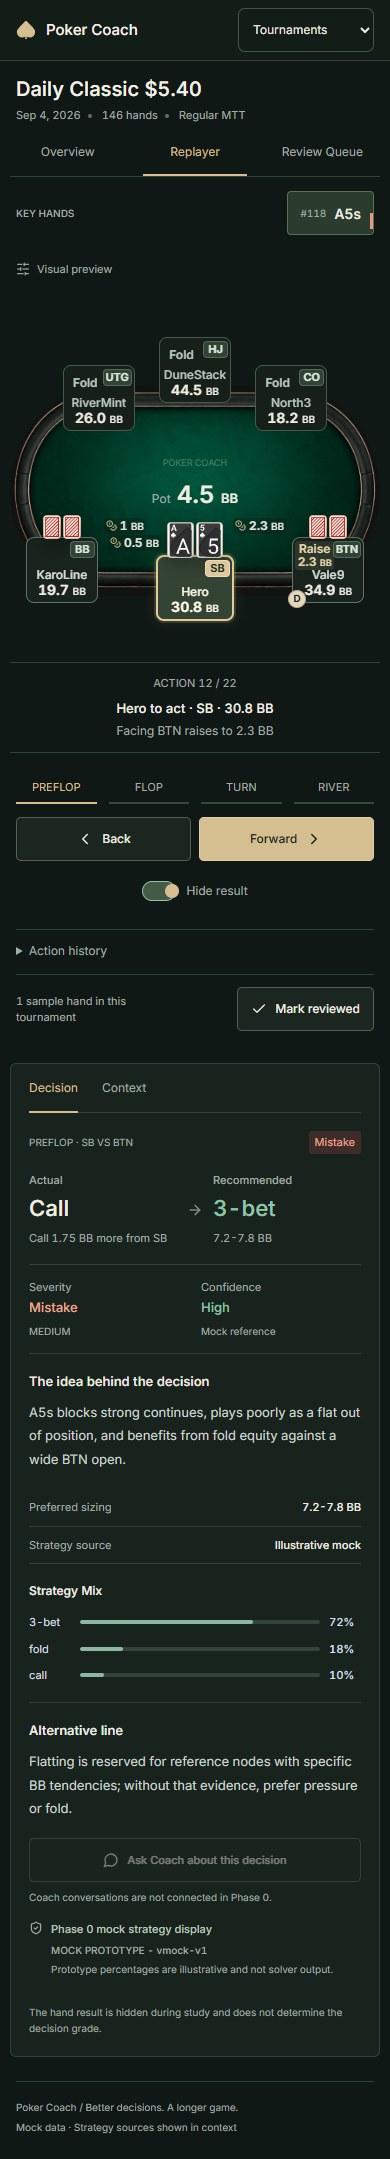 Poker Coach
Tournaments
Daily Classic $5.40
Sep 4, 2026 • 146 hands • Regular MTT
Overview
Replayer
Review Queue
KEY HANDS
#118 A5s
Visual preview
Fold HJ
DuneStack
44.5 BB
Fold UTG
RiverMint
26.0 BB
Fold CO
North3
18.2 BB
POKER COACH
Pot 4.5 BB
1 BB
0.5 BB
2.3 BB
A A
5 5
BB
KaroLine
19.7 BB
SB
Hero
30.8 BB
Raise BTN
2.3 BB
Vale9
34.9 BB
D
ACTION 12 / 22
Hero to act · SB · 30.8 BB
Facing BTN raises to 2.3 BB
PREFLOP
FLOP
TURN
RIVER
Back
Forward
Hide result
Action history
1 sample hand in this
tournament
Mark reviewed
Decision
Context
PREFLOP · SB VS BTN
Mistake
Actual
Recommended
Call → 3-bet
Call 1.75 BB more from SB
7.2-7.8 BB
Severity
Confidence
Mistake
High
MEDIUM
Mock reference
The idea behind the decision
A5s blocks strong continues, plays poorly as a flat out
of position, and benefits from fold equity against a
wide BTN open.
Preferred sizing
7.2-7.8 BB
Strategy source
Illustrative mock
Strategy Mix
3-bet 72%
fold 18%
call 10%
Alternative line
Flatting is reserved for reference nodes with specific
BB tendencies; without that evidence, prefer pressure
or fold.
Ask Coach about this decision
Coach conversations are not connected in Phase 0.
Phase 0 mock strategy display
MOCK PROTOTYPE - vmock-v1
Prototype percentages are illustrative and not solver output.
The hand result is hidden during study and does not determine the
decision grade.
Poker Coach / Better decisions. A longer game.
Mock data · Strategy sources shown in context